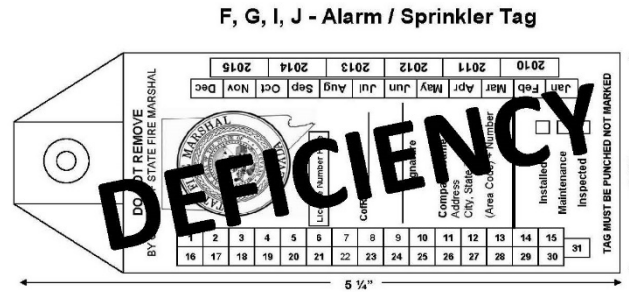 F, G, I, J - Alarm / Sprinkler Tag
2015 2014 2013 2012 2011 2010
Dec Nov Oct Sep Aug Jul Jun May Apr Mar Feb Jan
DO NOT REMOVE
BY STATE FIRE MARSHAL
MARSHAL
DEFICIENCY
Number
Address
City, State
(Area Code) Number
Installed
Maintenance
Inspected
TAG MUST BE PUNCHED NOT MARKED
1 2 3 4 5 6 7 8 9 10 11 12 13 14 15
16 17 18 19 20 21 22 23 24 25 26 27 28 29 30
31
5 ¼”